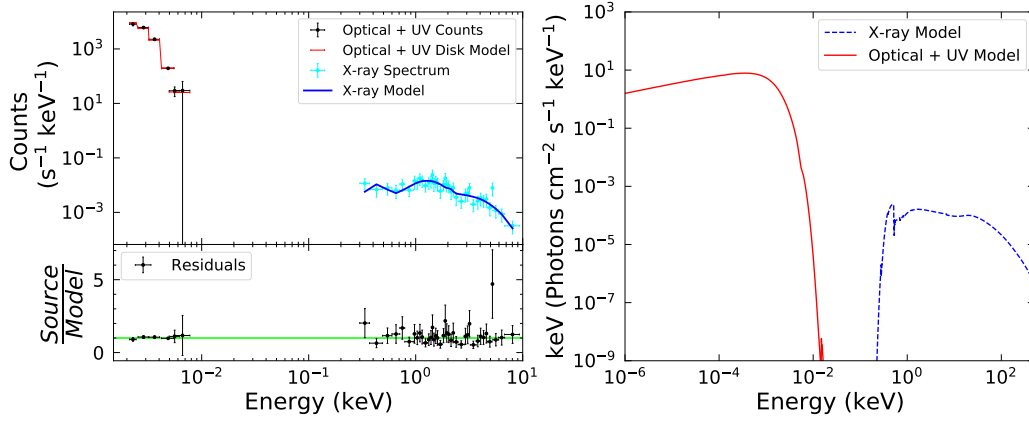 10³
10¹
10⁻¹
10⁻³
Counts
(s⁻¹ keV⁻¹)
Optical + UV Counts
Optical + UV Disk Model
X-ray Spectrum
X-ray Model
5
0
Source
Model
Residuals
10⁻²
10⁻¹
10⁰
10¹
Energy (keV)
10³
10¹
10⁻¹
10⁻³
10⁻⁵
10⁻⁷
10⁻⁹
keV (Photons cm⁻² s⁻¹ keV⁻¹)
X-ray Model
Optical + UV Model
10⁻⁶
10⁻⁴
10⁻²
10⁰
10²
Energy (keV)